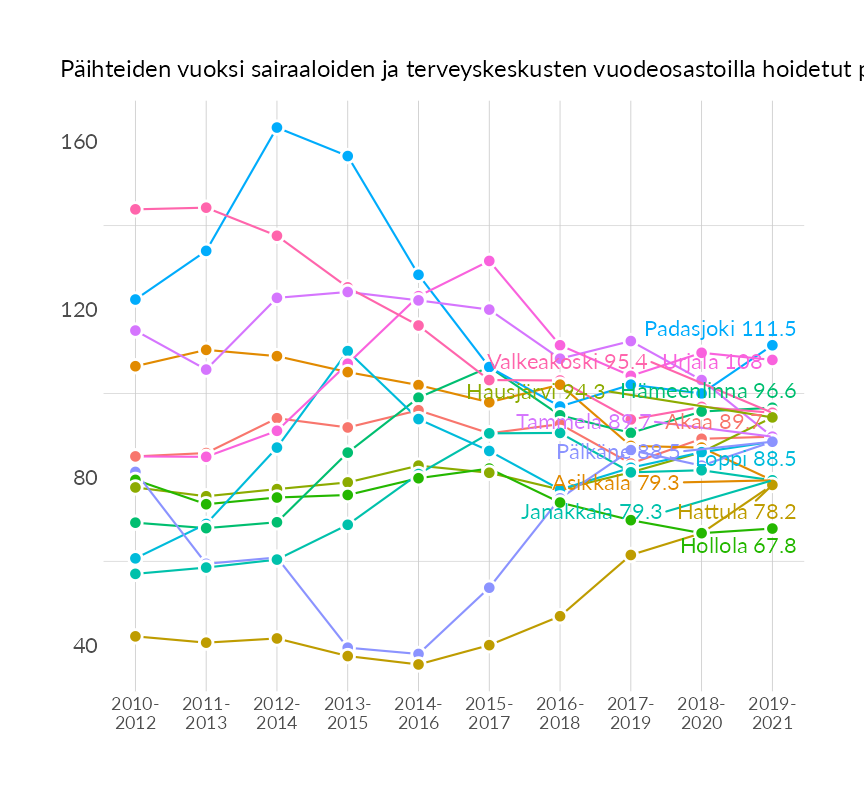 Päihteiden vuoksi sairaaloiden ja terveyskeskusten vuodeosastoilla hoidetut p
160
120
80
40
Padasjoki 111.5
Valkeakoski 95.4
Urjala 108
Hausjärvi 94.3
Hämeenlinna 96.6
Tammela 89.7
Akaa 89.
Pälkäne 88.5
Loppi 88.5
Asikkala 79.3
Janakkala 79.3
Hattula 78.2
Hollola 67.8
2010-
2012
2011-
2013
2012-
2014
2013-
2015
2014-
2016
2015-
2017
2016-
2018
2017-
2019
2018-
2020
2019-
2021